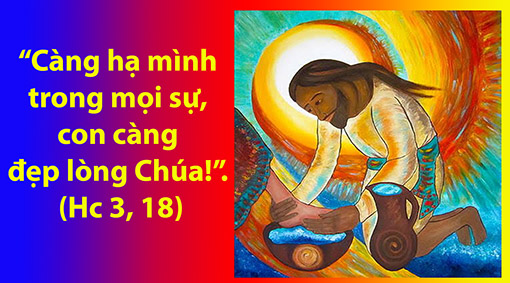 “Càng hạ mình
trong mọi sự,
con càng
đẹp lòng Chúa!”.
(Hc 3, 18)